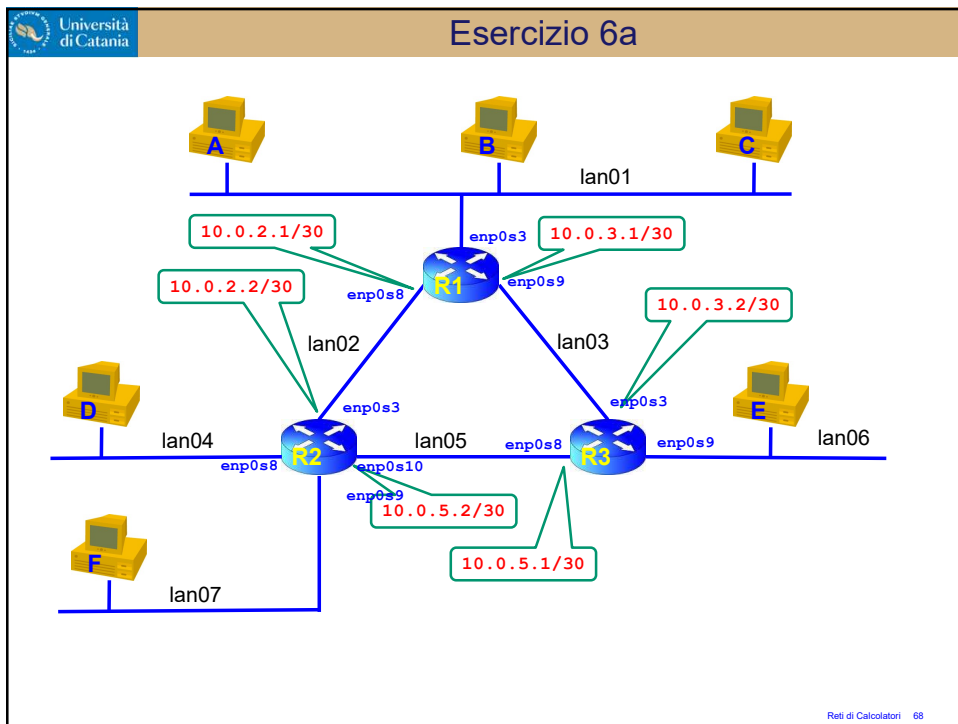 Università
di Catania
Esercizio 6a
A
B
C
lan01
10.0.2.1/30
enp0s3
10.0.3.1/30
10.0.2.2/30
enp0s8
R1
enp0s9
10.0.3.2/30
lan02
lan03
D
enp0s3
enp0s3
E
lan04
lan05
enp0s8
enp0s9
lan06
enp0s8
R2
enp0s10
R3
enp0s9
10.0.5.2/30
F
10.0.5.1/30
lan07
Reti di Calcolatori 68